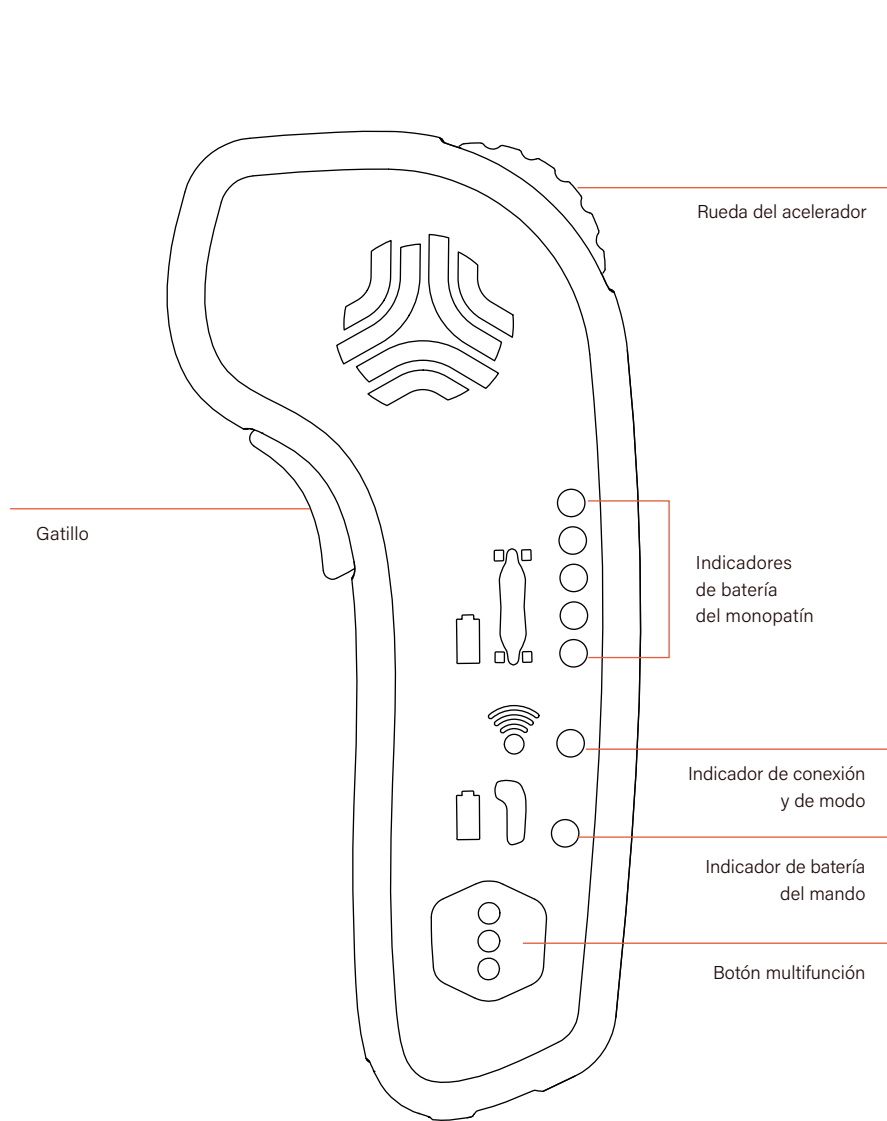 Rueda del acelerador
Gatillo
Indicadores
de batería
del monopatín
Indicador de conexión
y de modo
Indicador de batería
del mando
Botón multifunción